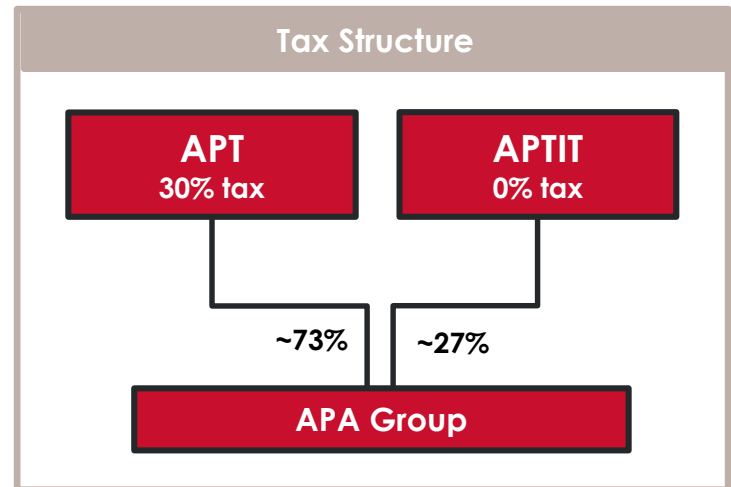 Tax Structure
APT
30% tax
APTIT
0% tax
~73%
~27%
APA Group